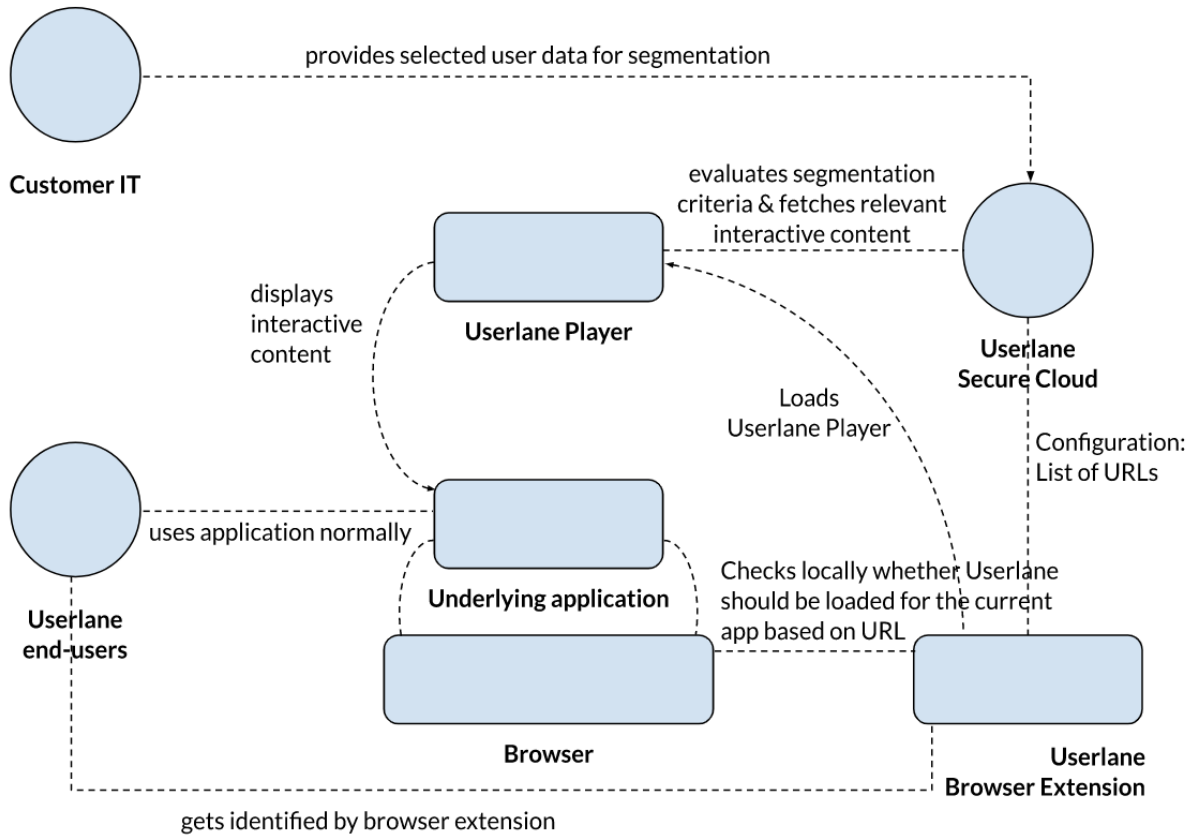 provides selected user data for segmentation
Customer IT
evaluates segmentation
criteria & fetches relevant
interactive content
displays
interactive
content
Userlane Player
Userlane
Secure Cloud
Loads
Userlane Player
Configuration:
List of URLs
uses application normally
Underlying application
Checks locally whether Userlane
should be loaded for the current
app based on URL
Userlane
end-users
Browser
Userlane
Browser Extension
gets identified by browser extension